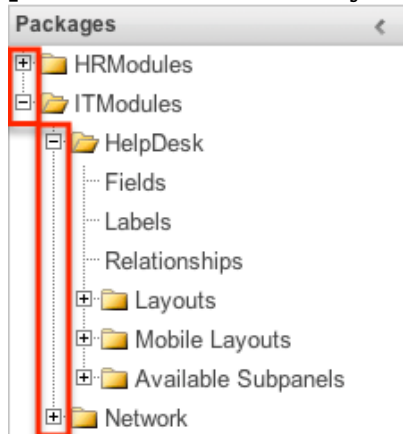 Packages
HRModules
ITModules
HelpDesk
Fields
Labels
Relationships
Layouts
Mobile Layouts
Available Subpanels
Network